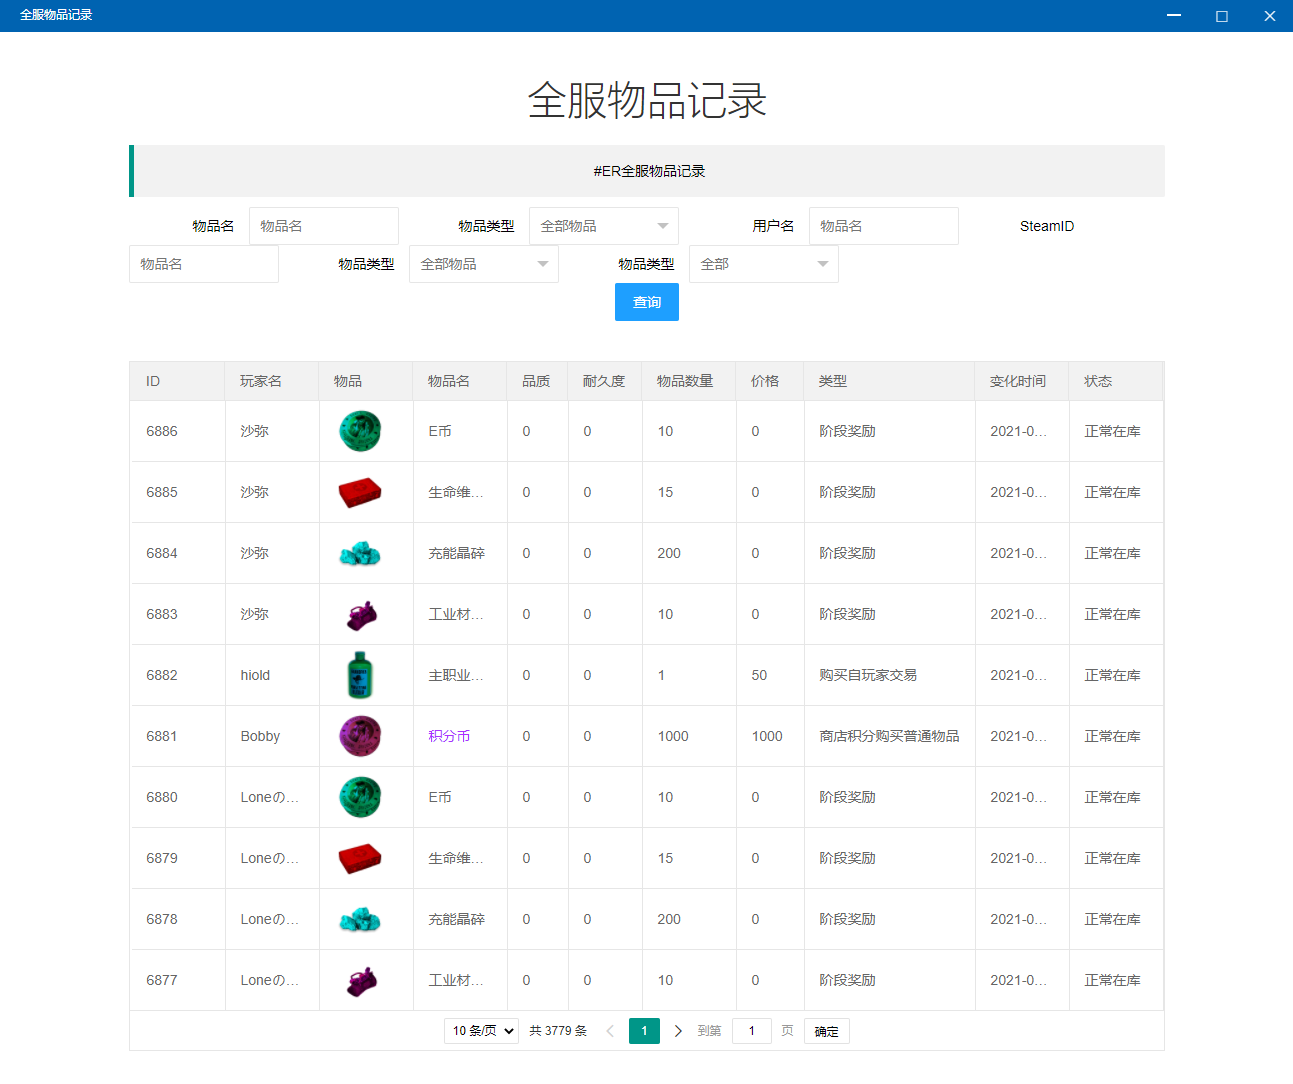 全服物品记录
全服物品记录
#ER全服物品记录
物品名 物品名 物品类型 全部物品 用户名 物品名 SteamID
物品名 物品类型 全部物品 物品类型 全部
查询
ID 玩家名 物品 物品名 品质 耐久度 物品数量 价格 类型 变化时间 状态
6886 沙弥 E币 0 0 10 0 阶段奖励 2021-0... 正常在库
6885 沙弥 生命维... 0 0 15 0 阶段奖励 2021-0... 正常在库
6884 沙弥 充能晶碎 0 0 200 0 阶段奖励 2021-0... 正常在库
6883 沙弥 工业材... 0 0 10 0 阶段奖励 2021-0... 正常在库
6882 hiold 主职业... 0 0 1 50 购买自玩家交易 2021-0... 正常在库
6881 Bobby 积分币 0 0 1000 1000 商店积分购买普通物品 2021-0... 正常在库
6880 Loneの... E币 0 0 10 0 阶段奖励 2021-0... 正常在库
6879 Loneの... 生命维... 0 0 15 0 阶段奖励 2021-0... 正常在库
6878 Loneの... 充能晶碎 0 0 200 0 阶段奖励 2021-0... 正常在库
6877 Loneの... 工业材... 0 0 10 0 阶段奖励 2021-0... 正常在库
10 条/页 共 3779 条 1 到第 1 页 确定